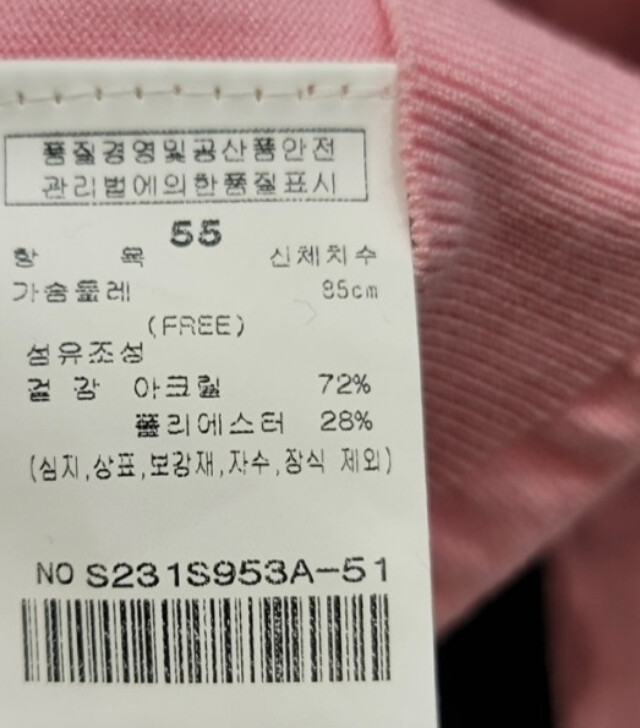 품질경영및공산품안전
관리법에의한품질표시
55
항 목 신체치수
가슴둘레 85cm
(FREE)
섬유조성
겉 감 아크릴 72%
폴리에스터 28%
(심지,상표,보강재,자수,장식 제외)
NO S231S953A-51